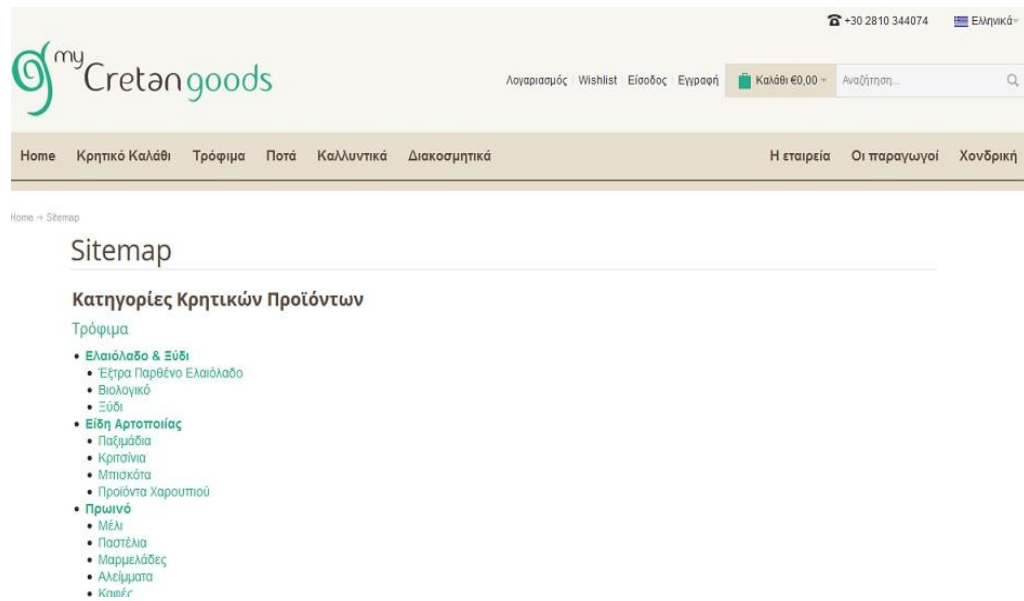 +30 2810 344074 Ελληνικά
my
Cretan goods
Λογαριασμός Wishlist Είσοδος Εγγραφή Καλάθι €0,00 Αναζήτηση...
Home Κρητικό Καλάθι Τρόφιμα Ποτά Καλλυντικά Διακοσμητικά Η εταιρεία Οι παραγωγοί Χονδρική
Home → Sitemap
Sitemap
Κατηγορίες Κρητικών Προϊόντων
Τρόφιμα
• Ελαιόλαδο & Ξύδι
• Έξτρα Παρθένο Ελαιόλαδο
• Βιολογικό
• Ξύδι
• Είδη Αρτοποιίας
• Παξιμάδια
• Κριτσίνια
• Μπισκότα
• Προϊόντα Χαρουπιού
• Πρωινό
• Μέλι
• Παστέλια
• Μαρμελάδες
• Αλείμματα
• Καφές